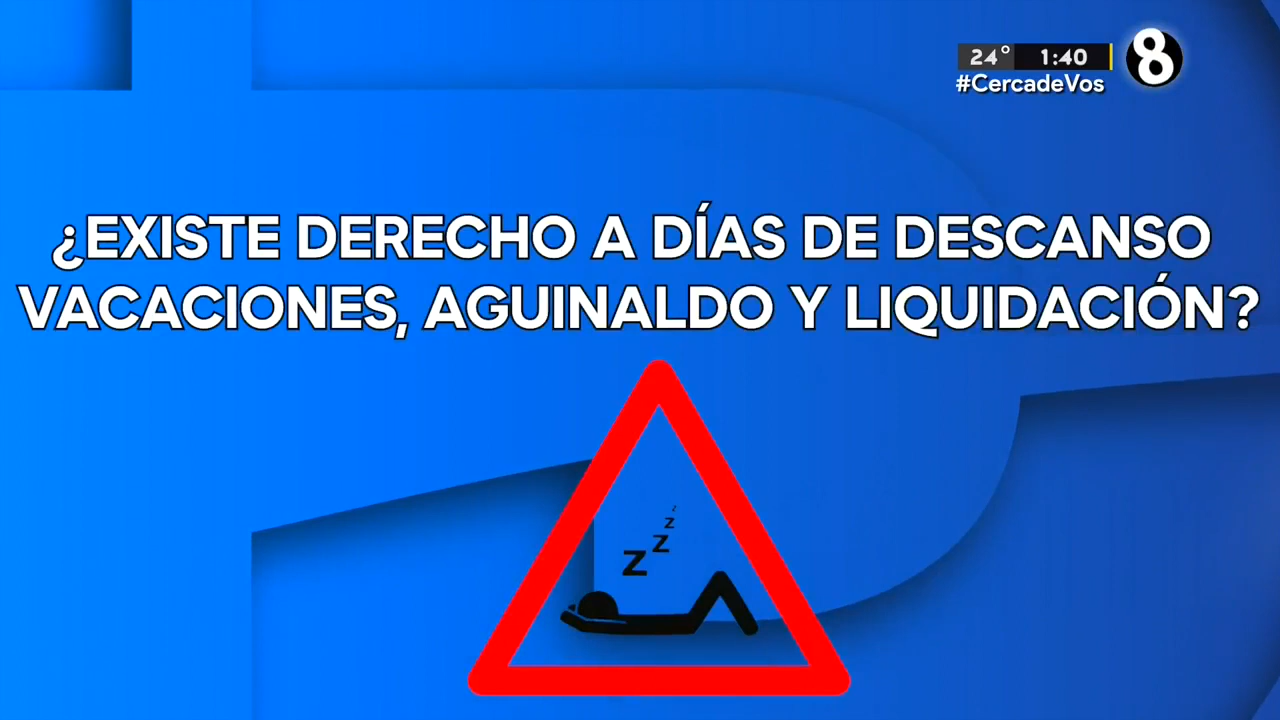 24° 1:40
8
#CercadeVos
¿EXISTE DERECHO A DÍAS DE DESCANSO
VACACIONES, AGUINALDO Y LIQUIDACIÓN?
z
z
z
z